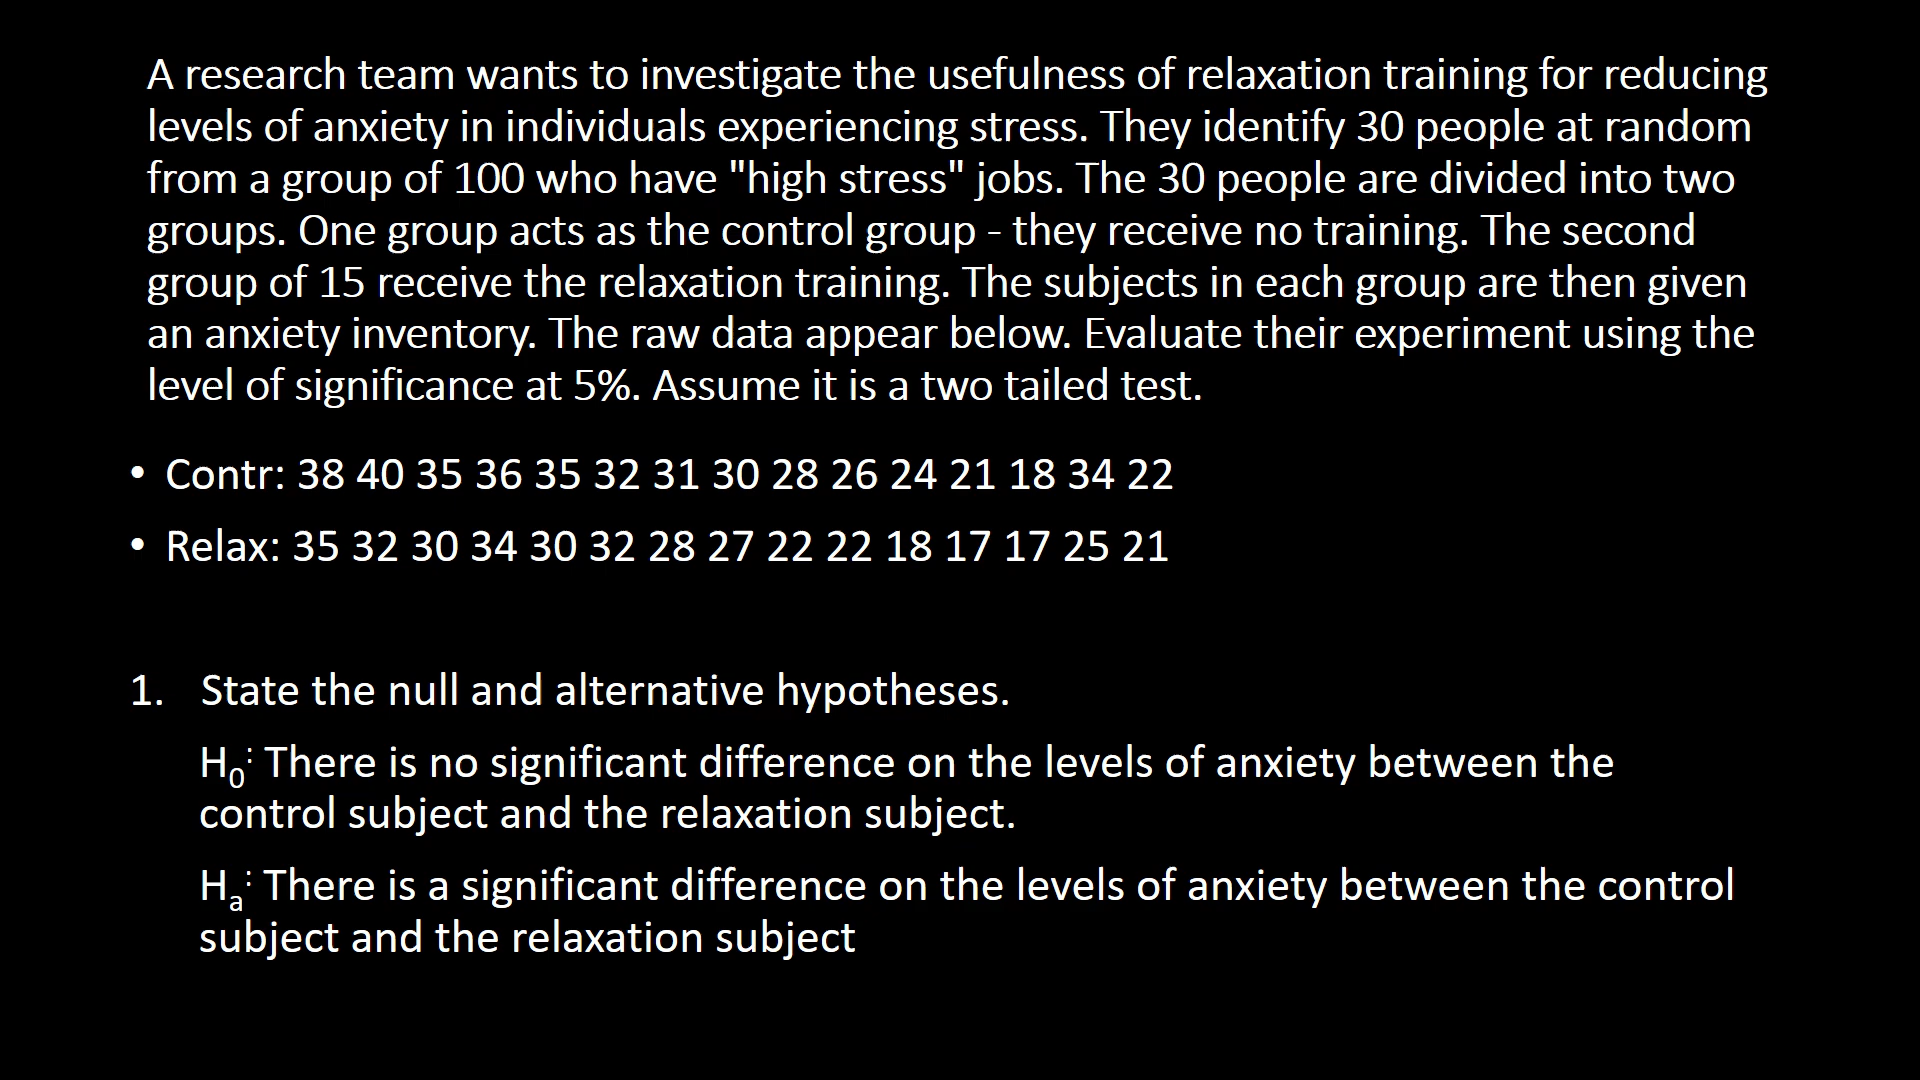 A research team wants to investigate the usefulness of relaxation training for reducing
levels of anxiety in individuals experiencing stress. They identify 30 people at random
from a group of 100 who have "high stress" jobs. The 30 people are divided into two
groups. One group acts as the control group - they receive no training. The second
group of 15 receive the relaxation training. The subjects in each group are then given
an anxiety inventory. The raw data appear below. Evaluate their experiment using the
level of significance at 5%. Assume it is a two tailed test.
• Contr: 38 40 35 36 35 32 31 30 28 26 24 21 18 34 22
• Relax: 35 32 30 34 30 32 28 27 22 22 18 17 17 25 21
1. State the null and alternative hypotheses.
H₀: There is no significant difference on the levels of anxiety between the
control subject and the relaxation subject.
Hₐ: There is a significant difference on the levels of anxiety between the control
subject and the relaxation subject